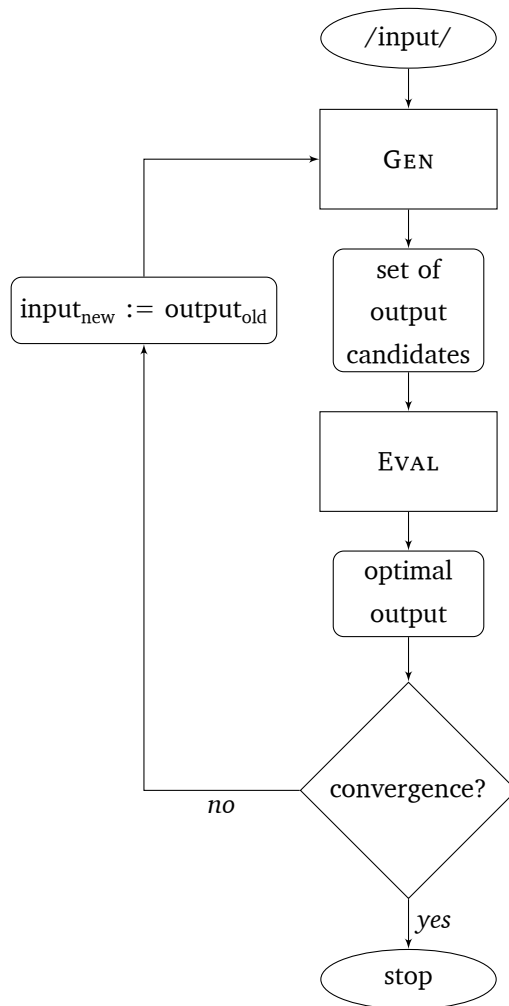 /input/
GEN
set of
output
candidates
input_new := output_old
EVAL
optimal
output
convergence?
no
yes
stop